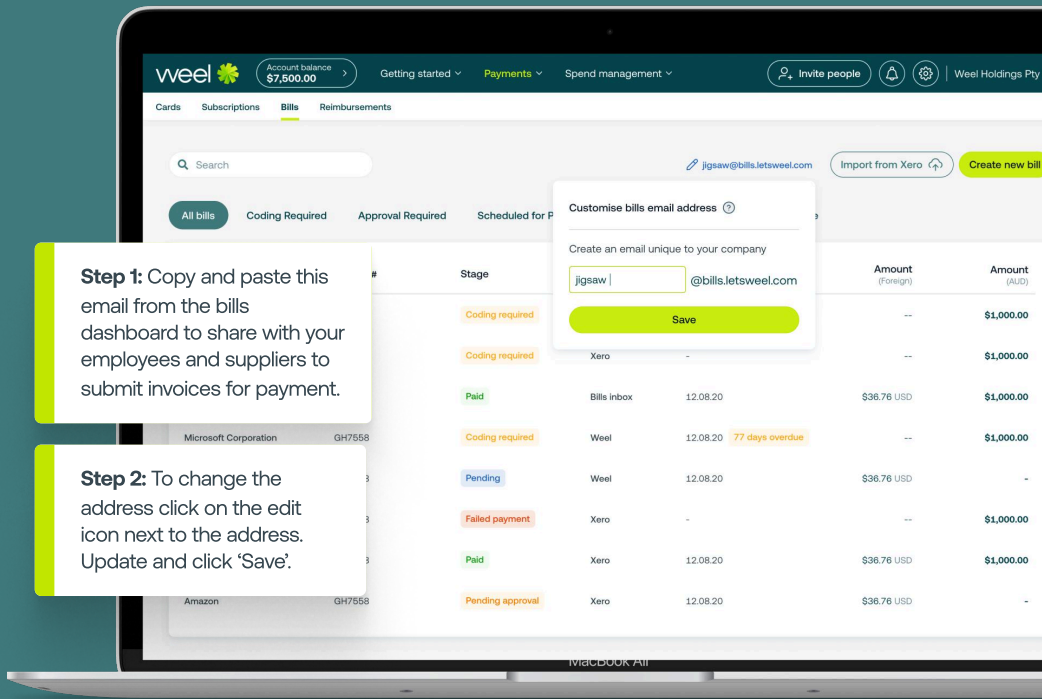 weel
Account balance
$7,500.00
Getting started
Payments
Spend management
Invite people
Weel Holdings Pty
Cards
Subscriptions
Bills
Reimbursements
Search
jigsaw@bills.letsweel.com
Import from Xero
Create new bill
All bills
Coding Required
Approval Required
Scheduled for P
Customise bills email address ?
Create an email unique to your company
jigsaw
@bills.letsweel.com
Save
Step 1: Copy and paste this
email from the bills
dashboard to share with your
employees and suppliers to
submit invoices for payment.
#
Stage
Amount
(Foreign)
Amount
(AUD)
Coding required
--
$1,000.00
Coding required
Xero
-
--
$1,000.00
Paid
Bills inbox
12.08.20
$36.76 USD
$1,000.00
Microsoft Corporation
GH7558
Coding required
Weel
12.08.20
77 days overdue
--
$1,000.00
Step 2: To change the
address click on the edit
icon next to the address.
Update and click ‘Save’.
Pending
Weel
12.08.20
$36.76 USD
-
Failed payment
Xero
-
--
$1,000.00
Paid
Xero
12.08.20
$36.76 USD
$1,000.00
Amazon
GH7558
Pending approval
Xero
12.08.20
$36.76 USD
-
MacBook Air